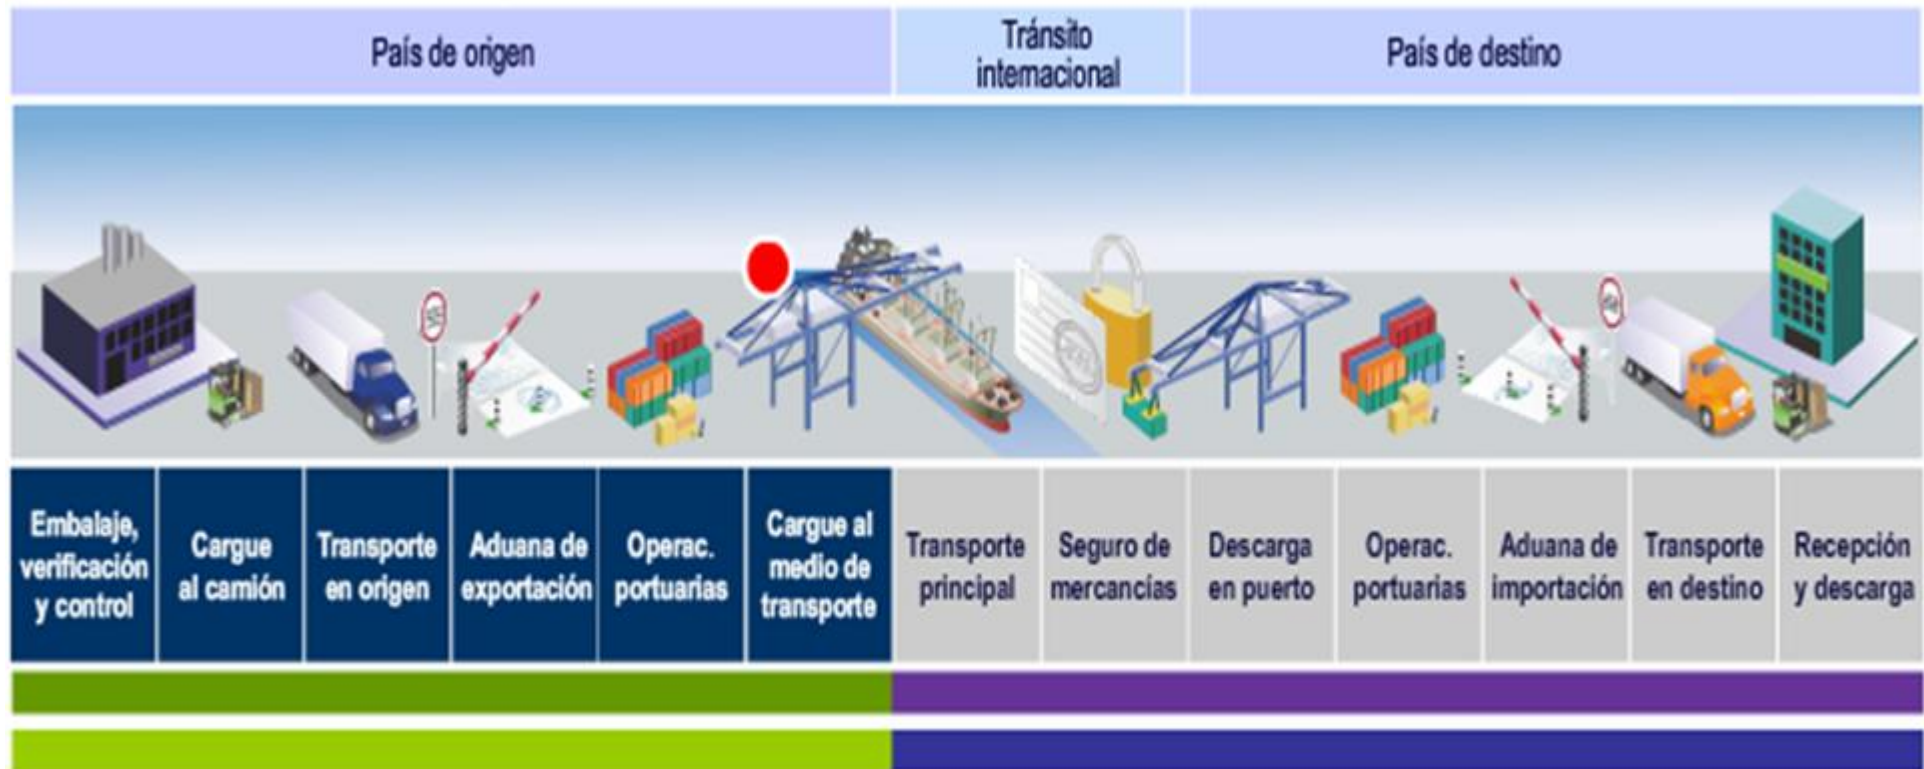 País de origen
Tránsito
internacional
País de destino
Embalaje,
verificación
y control
Cargue
al camión
Transporte
en origen
Aduana de
exportación
Operac.
portuarias
Cargue al
medio de
transporte
Transporte
principal
Seguro de
mercancías
Descarga
en puerto
Operac.
portuarias
Aduana de
importación
Transporte
en destino
Recepción
y descarga